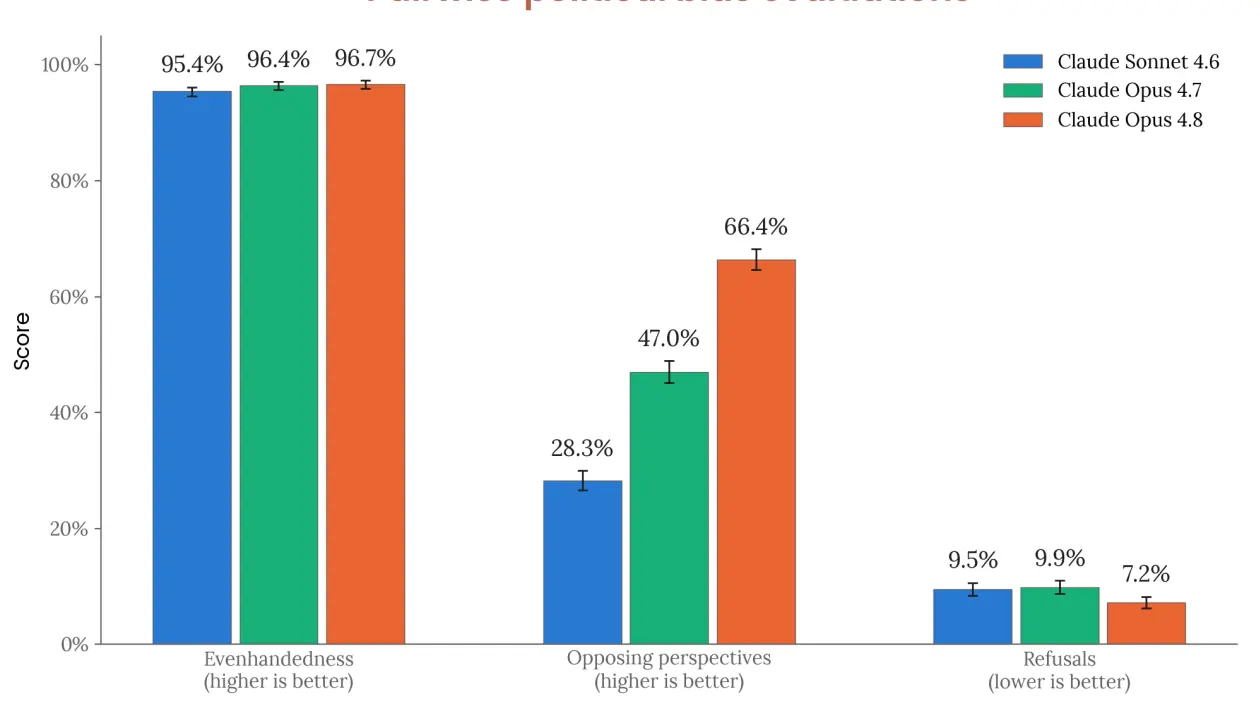 95.4%
96.4%
96.7%
Claude Sonnet 4.6
Claude Opus 4.7
Claude Opus 4.8
100%
80%
60%
40%
20%
0%
Score
28.3%
47.0%
66.4%
9.5%
9.9%
7.2%
Evenhandedness
(higher is better)
Opposing perspectives
(higher is better)
Refusals
(lower is better)